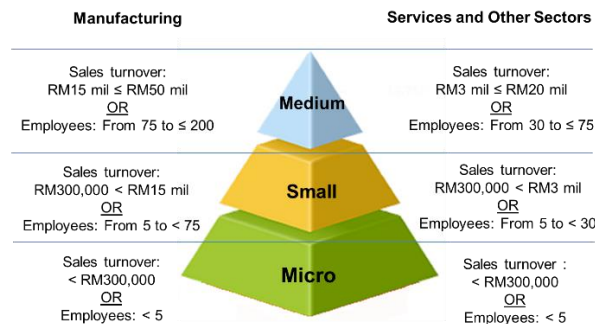 Manufacturing
Services and Other Sectors
Sales turnover:
RM15 mil ≤ RM50 mil
OR
Employees: From 75 to ≤ 200
Medium
Sales turnover:
RM3 mil ≤ RM20 mil
OR
Employees: From 30 to ≤ 75
Sales turnover:
RM300,000 < RM15 mil
OR
Employees: From 5 to < 75
Small
Sales turnover:
RM300,000 < RM3 mil
OR
Employees: From 5 to < 30
Sales turnover:
< RM300,000
OR
Employees: < 5
Micro
Sales turnover :
< RM300,000
OR
Employees: < 5